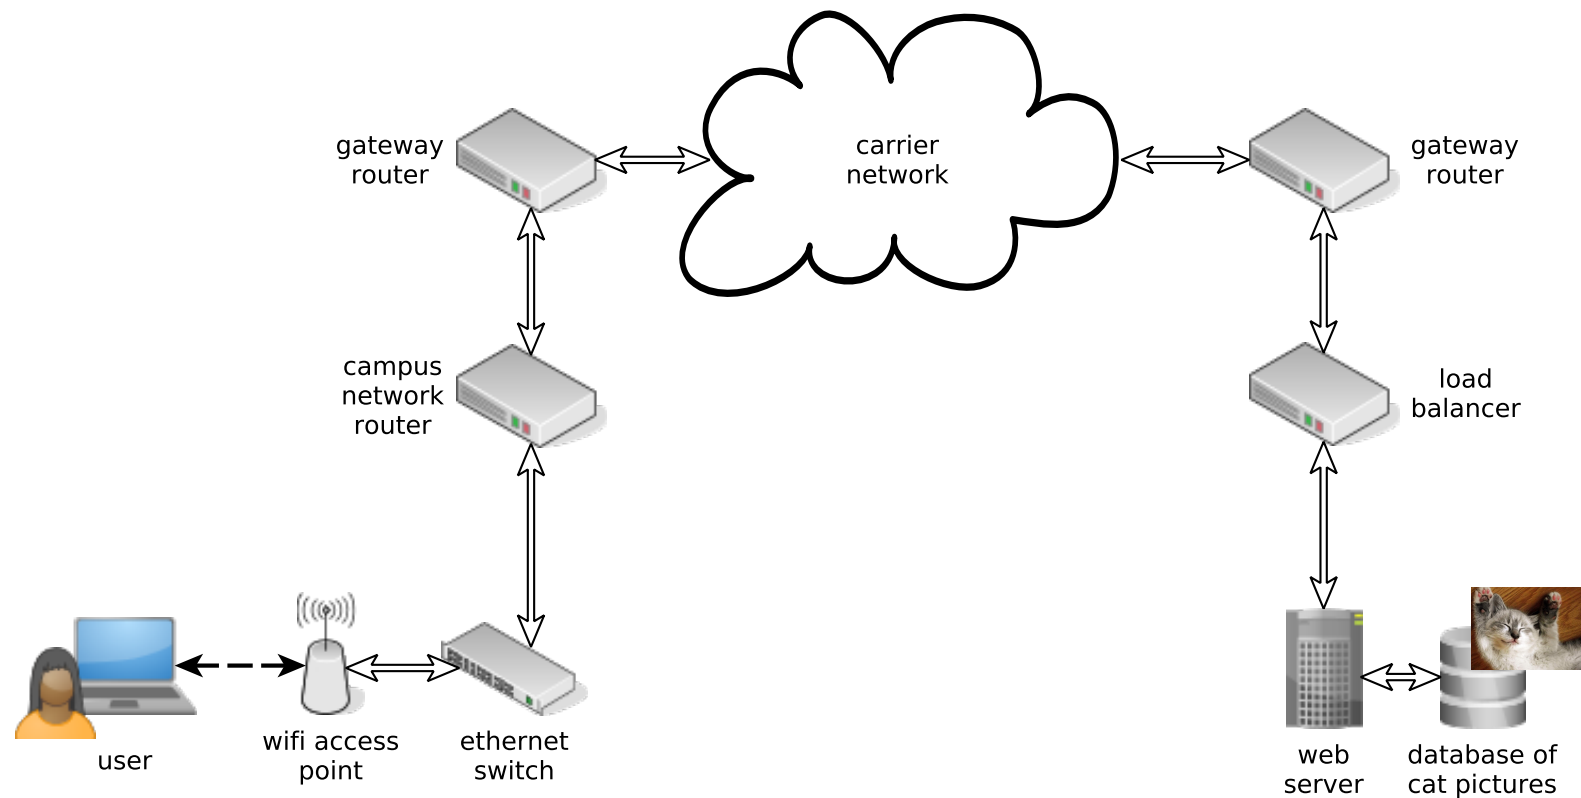 gateway
router
carrier
network
gateway
router
campus
network
router
load
balancer
user
wifi access
point
ethernet
switch
web
server
database of
cat pictures